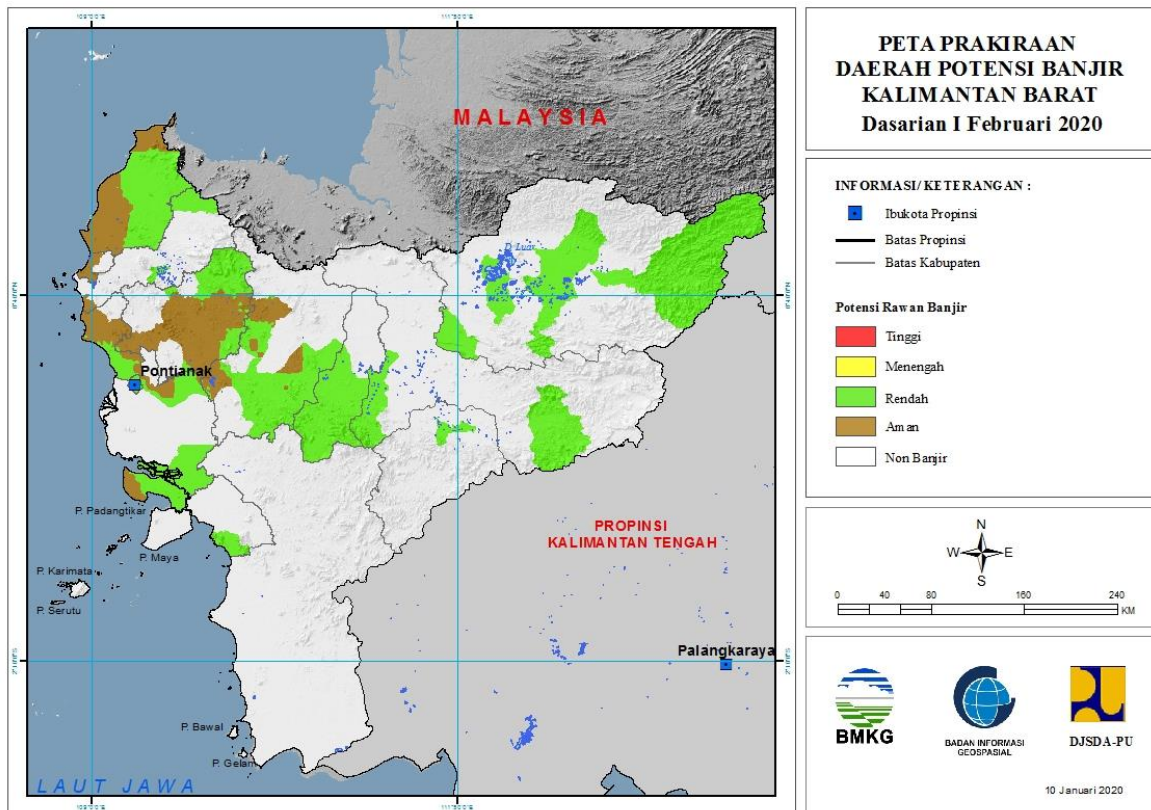 MALAYSIA
D. Luar
Pontianak
P. Padangtikar
P. Maya
P. Karimata
P. Serutu
PROPINSI
KALIMANTAN TENGAH
Palangkaraya
P. Bawal
P. Gelam
LAUT JAWA
PETA PRAKIRAAN
DAERAH POTENSI BANJIR
KALIMANTAN BARAT
Dasarian I Februari 2020
INFORMASI/KETERANGAN :
Ibukota Propinsi
Batas Propinsi
Batas Kabupaten
Potensi Rawan Banjir
Tinggi
Menengah
Rendah
Aman
Non Banjir
N
W E
S
0 40 80 160 240
KM
BMKG
BADAN INFORMASI
GEOSPASIAL
DJSDA-PU
10 Januari 2020